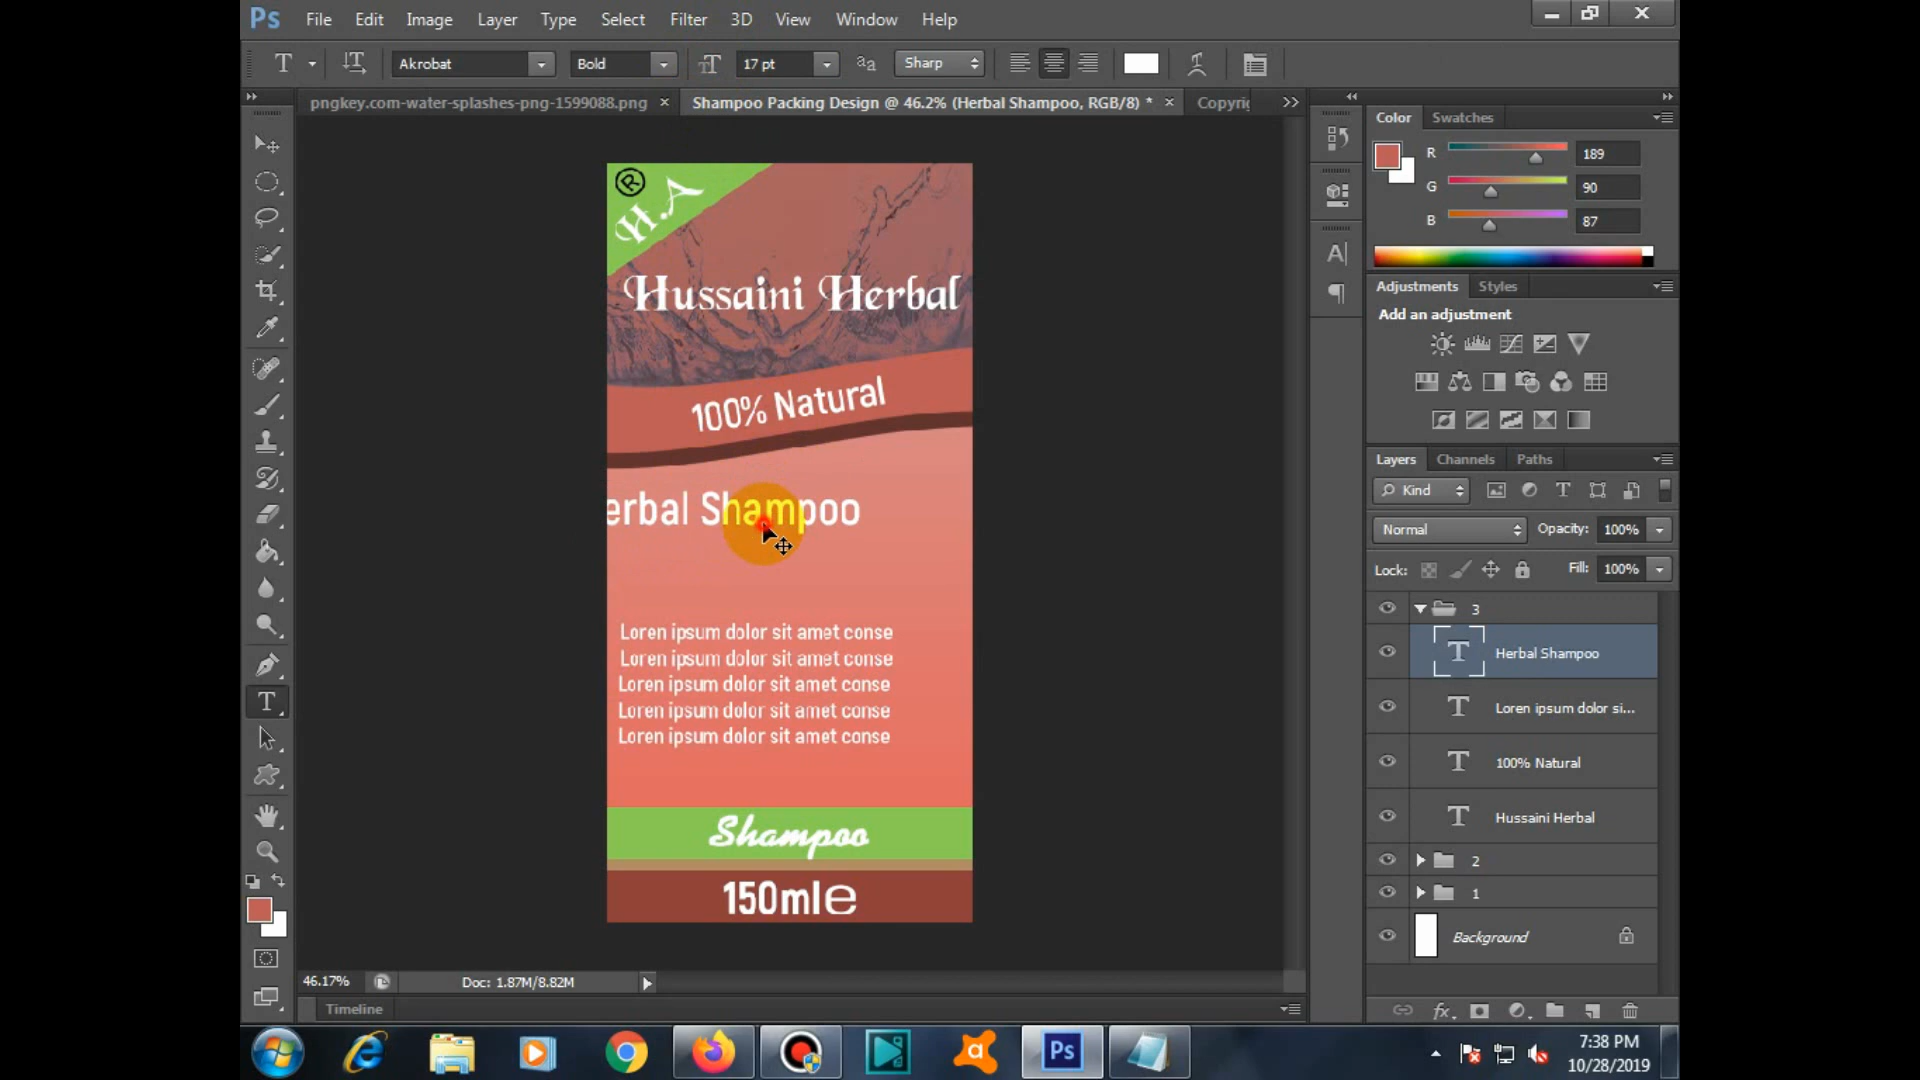 Ps File Edit Image Layer Type Select Filter 3D View Window Help
T Akrobat Bold 17 pt aa Sharp
pngkey.com-water-splashes-png-1599088.png × Shampoo Packing Design @ 46.2% (Herbal Shampoo, RGB/8) * ×
Color Swatches
R 189
G 90
B 87
Adjustments Styles
Add an adjustment
Layers Channels Paths
Kind
Normal Opacity: 100%
Lock: Fill: 100%
3
T Herbal Shampoo
T Loren ipsum dolor si...
T 100% Natural
T Hussaini Herbal
2
1
Background
®
H.A
Hussaini Herbal
100% Natural
erbal Shampoo
Loren ipsum dolor sit amet conse
Loren ipsum dolor sit amet conse
Loren ipsum dolor sit amet conse
Loren ipsum dolor sit amet conse
Loren ipsum dolor sit amet conse
Shampoo
150ml℮
46.17% Doc: 1.87M/8.82M
Timeline
Ps
7:38 PM
10/28/2019